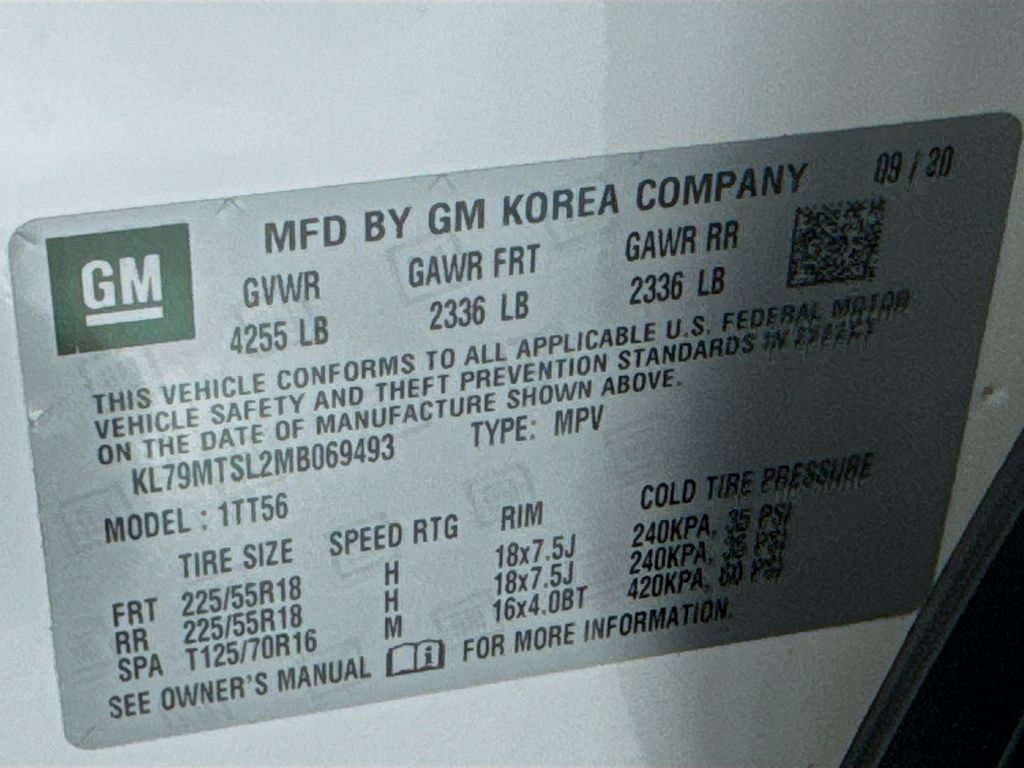 MFD BY GM KOREA COMPANY 09 / 20
GM
GVWR GAWR FRT GAWR RR
4255 LB 2336 LB 2336 LB
THIS VEHICLE CONFORMS TO ALL APPLICABLE U.S. FEDERAL MOTOR
VEHICLE SAFETY AND THEFT PREVENTION STANDARDS IN EFFECT
ON THE DATE OF MANUFACTURE SHOWN ABOVE.
KL79MTSL2MB069493 TYPE: MPV
MODEL : 1TT56
TIRE SIZE SPEED RTG RIM COLD TIRE PRESSURE
FRT 225/55R18 H 18x7.5J 240KPA, 35 PSI
RR 225/55R18 H 18x7.5J 240KPA, 35 PSI
SPA T125/70R16 M 16x4.0BT 420KPA, 60 PSI
SEE OWNER'S MANUAL FOR MORE INFORMATION.